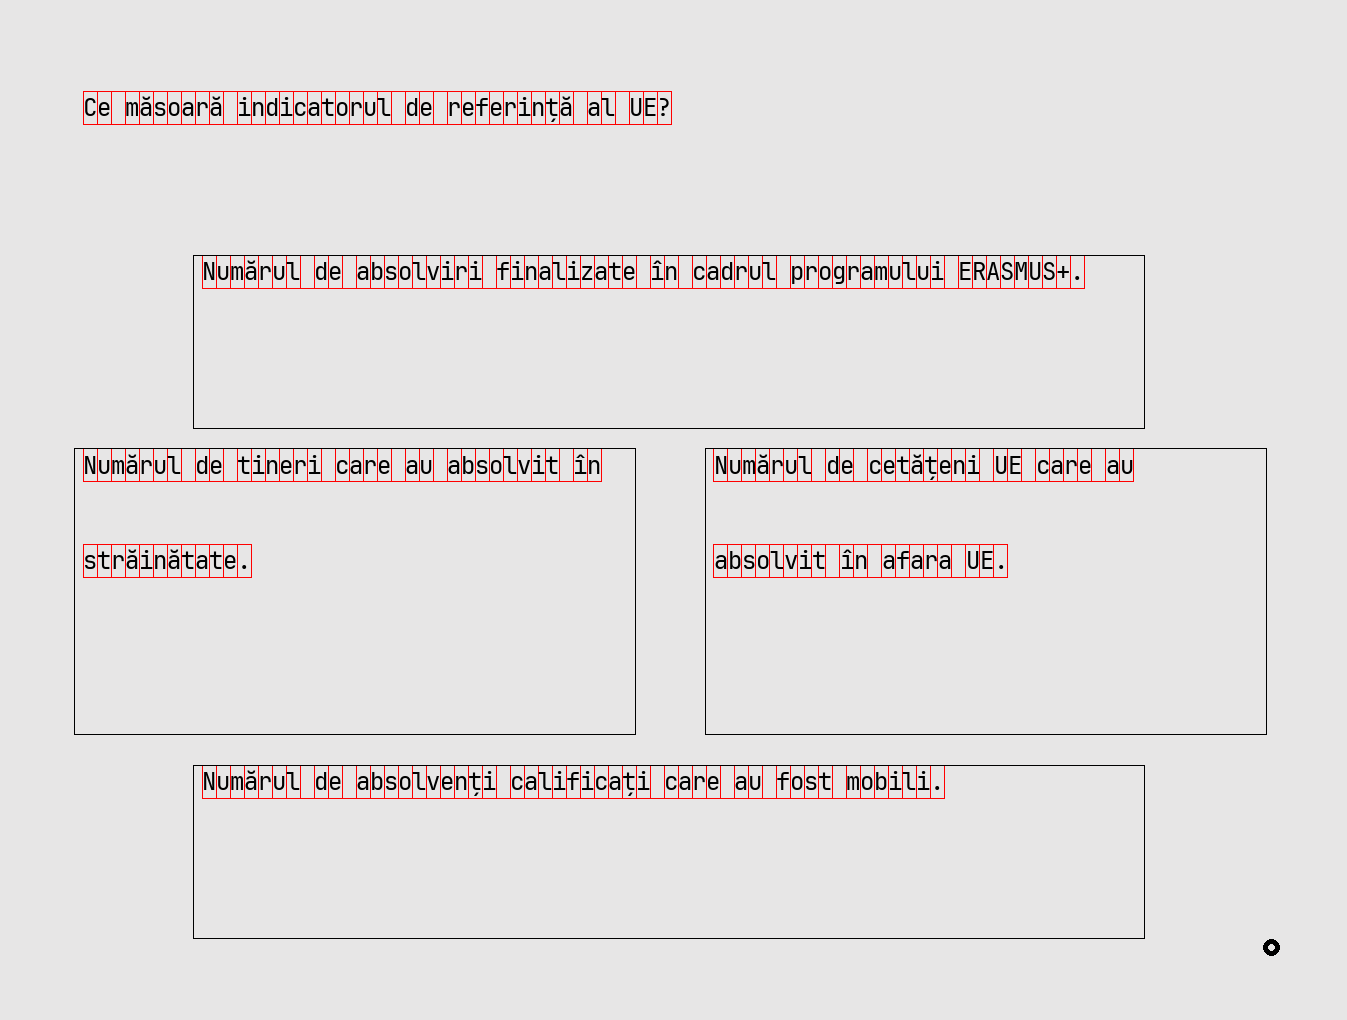 Ce măsoară indicatorul de referință al UE?
Numărul de absolviri finalizate în cadrul programului ERASMUS+.
Numărul de tineri care au absolvit în
străinătate.
Numărul de cetățeni UE care au
absolvit în afara UE.
Numărul de absolvenți calificați care au fost mobili.